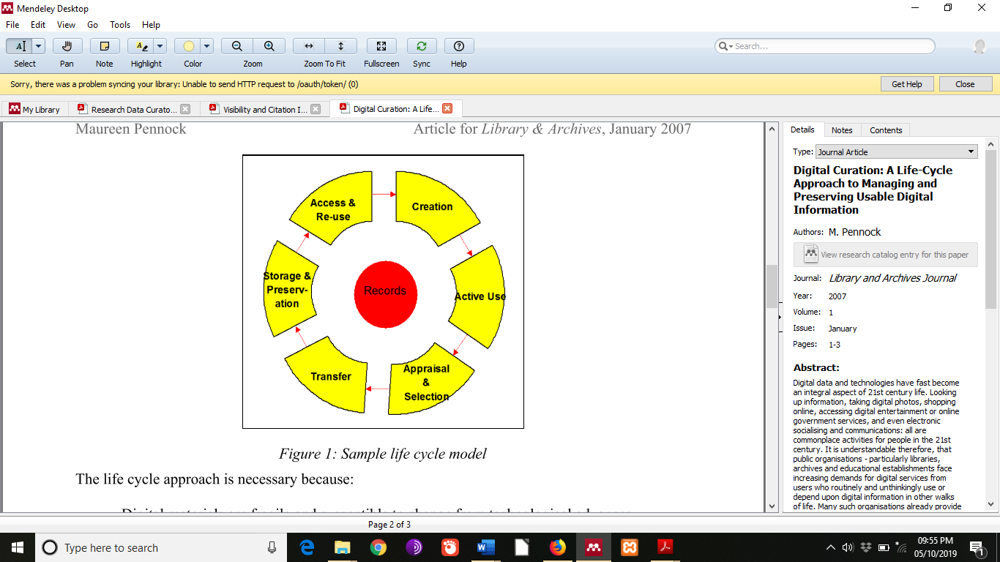 Mendeley Desktop
File Edit View Go Tools Help
Search...
Select Pan Note Highlight Color Zoom Zoom To Fit Fullscreen Sync Help
Sorry, there was a problem syncing your library: Unable to send HTTP request to /oauth/token/ (0)
Get Help Close
My Library Research Data Curato... Visibility and Citation I... Digital Curation: A Life...
Maureen Pennock Article for Library & Archives, January 2007
Access &
Re-use
Creation
Storage &
Preserv-
ation
Records
Active Use
Transfer
Appraisal
&
Selection
Figure 1: Sample life cycle model
The life cycle approach is necessary because:
Details Notes Contents
Type: Journal Article
Digital Curation: A Life-Cycle
Approach to Managing and
Preserving Usable Digital
Information
Authors: M. Pennock
View research catalog entry for this paper
Journal: Library and Archives Journal
Year: 2007
Volume: 1
Issue: January
Pages: 1-3
Abstract:
Digital data and technologies have fast become
an integral aspect of 21st century life. Looking
up information, taking digital photos, shopping
online, accessing digital entertainment or online
government services, and even electronic
socialising and communications: all are
commonplace activities for people in the 21st
century. It is understandable therefore, that
public organisations - particularly libraries,
archives and educational establishments face
increasing demands for digital services from
users who routinely and unthinkingly use or
depend upon digital information in other walks
of life. Many such organisations already provide
Page 2 of 3
Type here to search
09:55 PM
05/10/2019
1